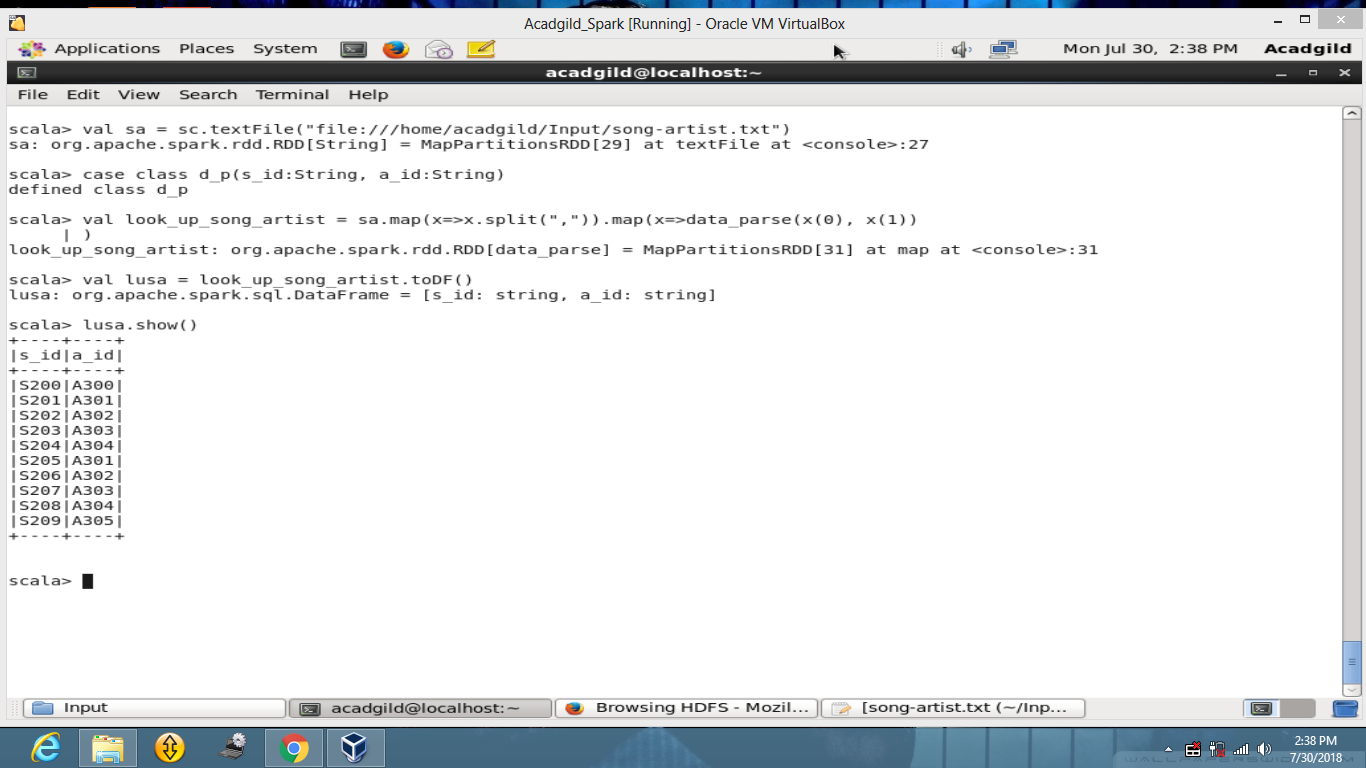 Acadgild_Spark [Running] - Oracle VM VirtualBox
Applications Places System Mon Jul 30, 2:38 PM Acadgild
acadgild@localhost:~
File Edit View Search Terminal Help
scala> val sa = sc.textFile("file:///home/acadgild/Input/song-artist.txt")
sa: org.apache.spark.rdd.RDD[String] = MapPartitionsRDD[29] at textFile at <console>:27
scala> case class d_p(s_id:String, a_id:String)
defined class d_p
scala> val look_up_song_artist = sa.map(x=>x.split(",")).map(x=>data_parse(x(0), x(1))
     | )
look_up_song_artist: org.apache.spark.rdd.RDD[data_parse] = MapPartitionsRDD[31] at map at <console>:31
scala> val lusa = look_up_song_artist.toDF()
lusa: org.apache.spark.sql.DataFrame = [s_id: string, a_id: string]
scala> lusa.show()
+----+----+
|s_id|a_id|
+----+----+
|S200|A300|
|S201|A301|
|S202|A302|
|S203|A303|
|S204|A304|
|S205|A301|
|S206|A302|
|S207|A303|
|S208|A304|
|S209|A305|
+----+----+
scala>
Input acadgild@localhost:~ Browsing HDFS - Mozil... [song-artist.txt (~/Inp...
2:38 PM
7/30/2018